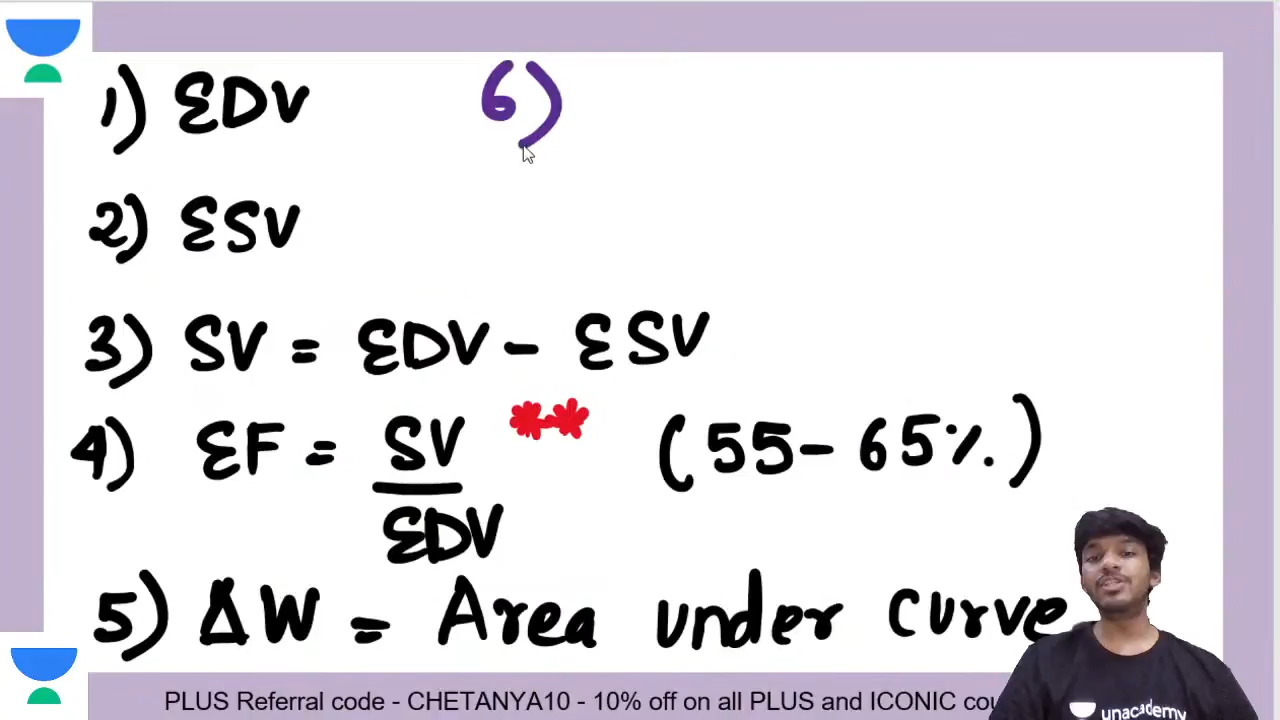 1) EDV 6)
2) ESV
3) SV = EDV - ESV
4) EF = SV ** (55 - 65%)
EDV
5) ΔW = Area under curve
PLUS Referral code - CHETANYA10 - 10% off on all PLUS and ICONIC cou
unacademy